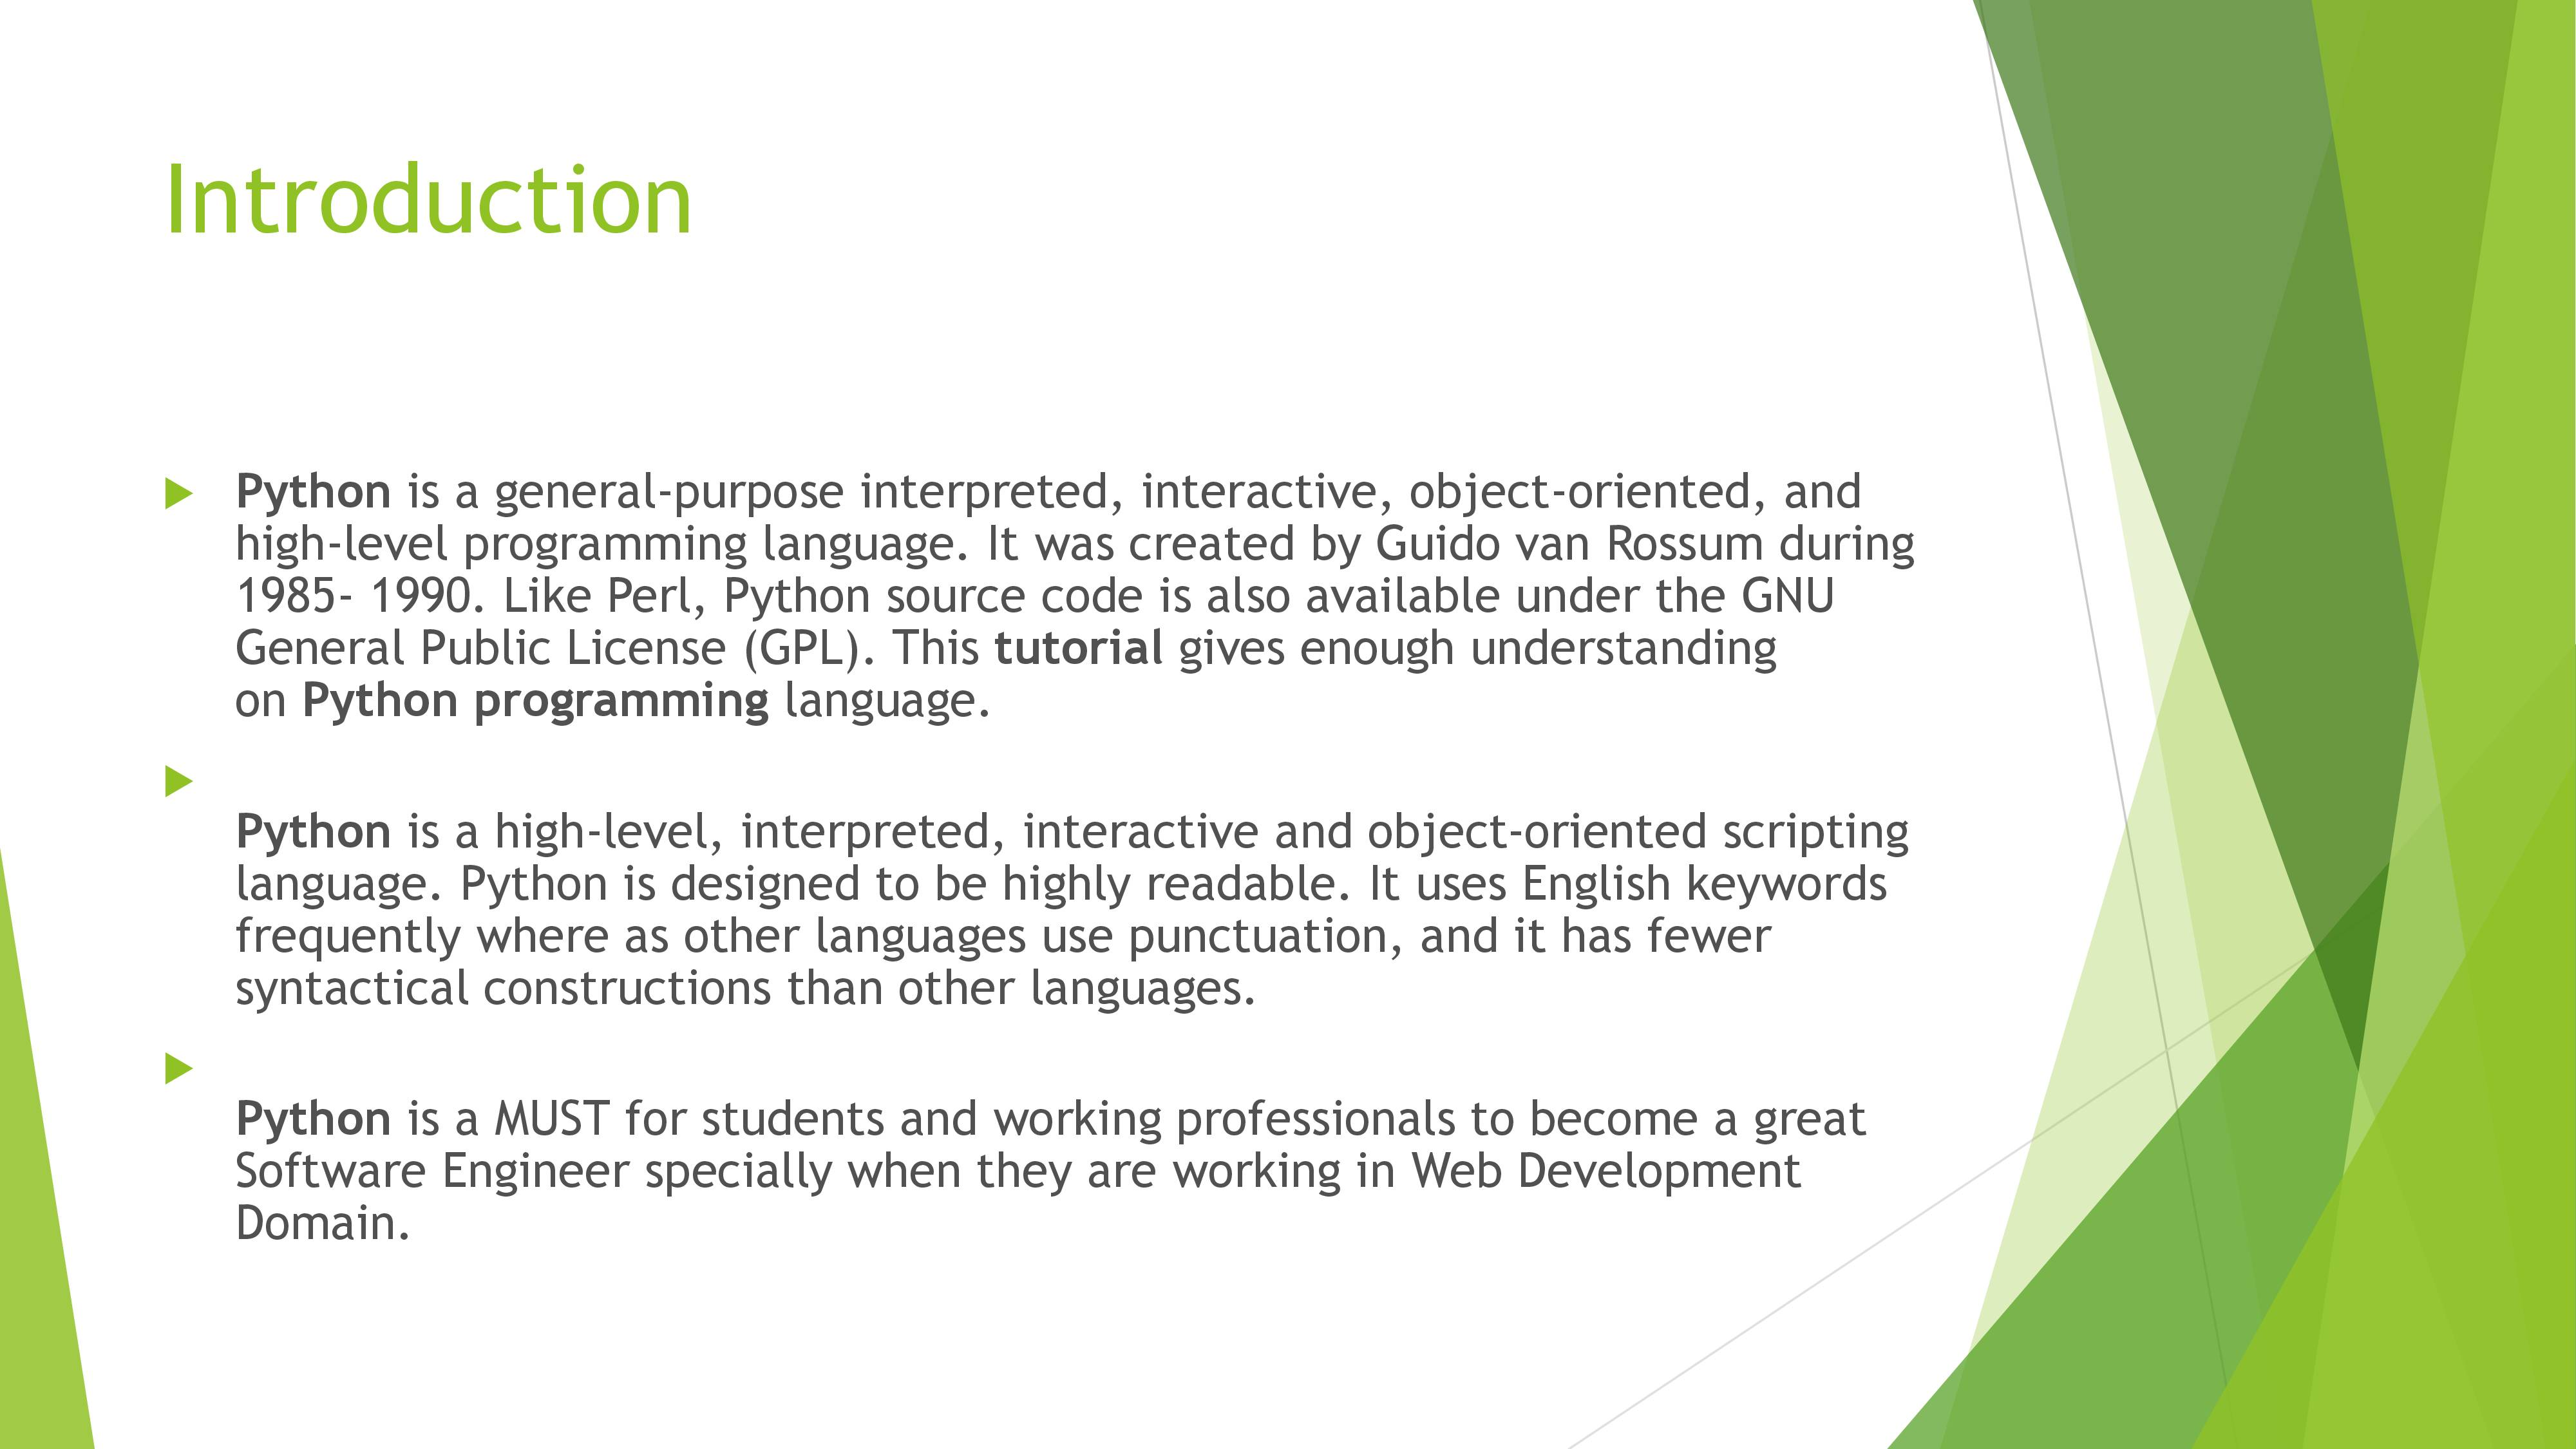 Introduction
Python is a general-purpose interpreted, interactive, object-oriented, and
high-level programming language. It was created by Guido van Rossum during
1985- 1990. Like Perl, Python source code is also available under the GNU
General Public License (GPL). This tutorial gives enough understanding
on Python programming language.
Python is a high-level, interpreted, interactive and object-oriented scripting
language. Python is designed to be highly readable. It uses English keywords
frequently where as other languages use punctuation, and it has fewer
syntactical constructions than other languages.
Python is a MUST for students and working professionals to become a great
Software Engineer specially when they are working in Web Development
Domain.